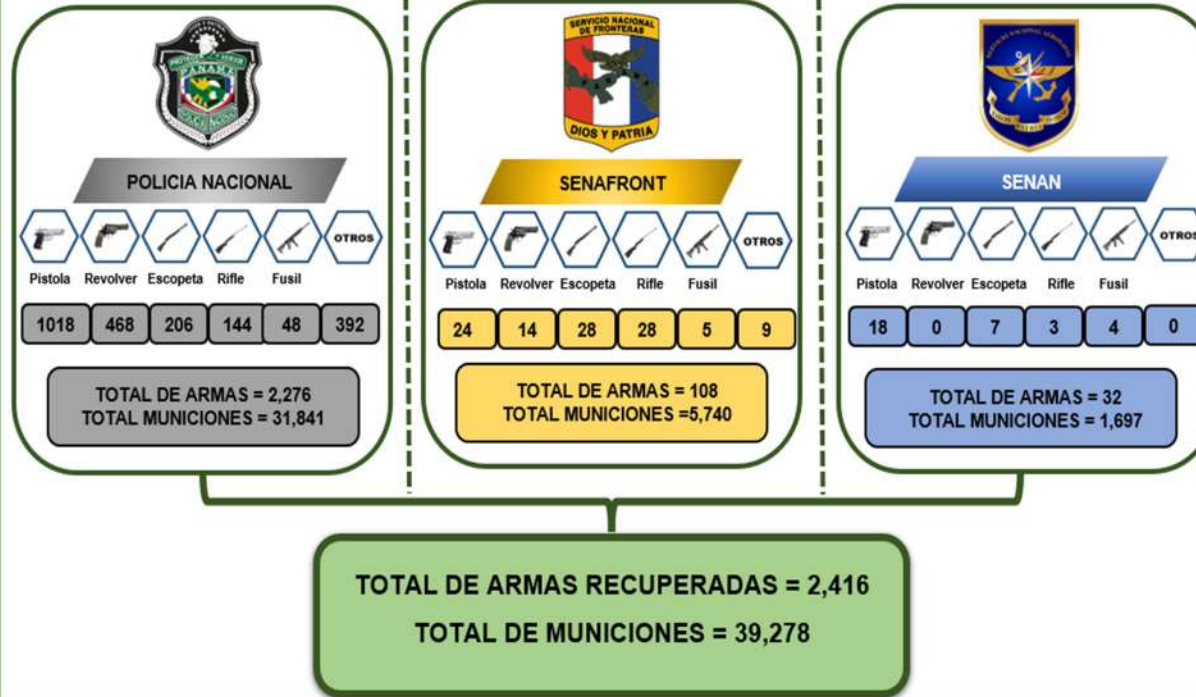 PROTEGER Y SERVIR
PANAMA
POLICIA NACIONAL
Pistola Revolver Escopeta Rifle Fusil OTROS
1018 468 206 144 48 392
TOTAL DE ARMAS = 2,276
TOTAL MUNICIONES = 31,841
SERVICIO NACIONAL
DE FRONTERAS
DIOS Y PATRIA
SENAFRONT
Pistola Revolver Escopeta Rifle Fusil OTROS
24 14 28 28 5 9
TOTAL DE ARMAS = 108
TOTAL MUNICIONES =5,740
SENAN
Pistola Revolver Escopeta Rifle Fusil OTROS
18 0 7 3 4 0
TOTAL DE ARMAS = 32
TOTAL MUNICIONES = 1,697
TOTAL DE ARMAS RECUPERADAS = 2,416
TOTAL DE MUNICIONES = 39,278